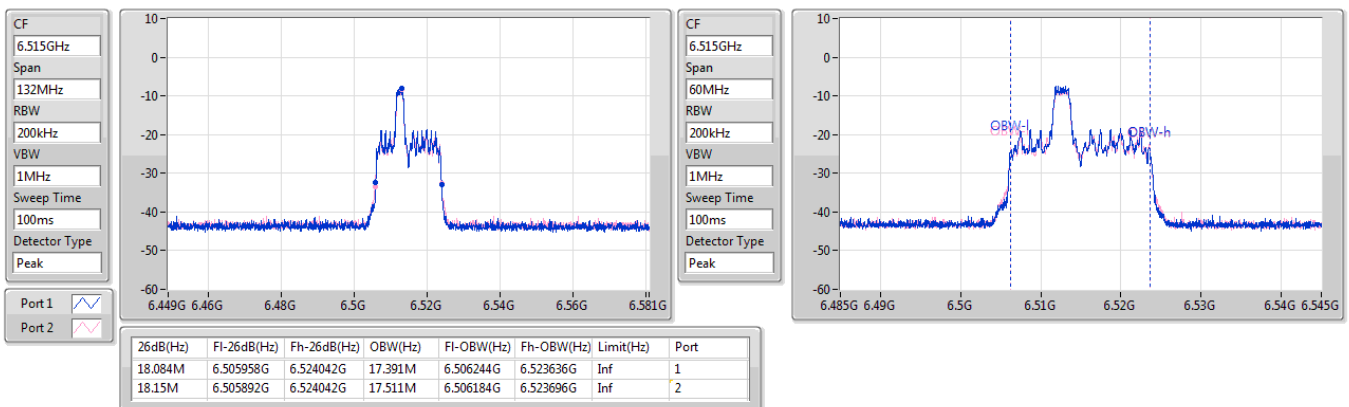 CF
6.515GHz
Span
132MHz
RBW
200kHz
VBW
1MHz
Sweep Time
100ms
Detector Type
Peak
Port 1
Port 2
10
0
-10
-20
-30
-40
-50
-60
6.449G 6.46G 6.48G 6.5G 6.52G 6.54G 6.56G 6.581G
CF
6.515GHz
Span
60MHz
RBW
200kHz
VBW
1MHz
Sweep Time
100ms
Detector Type
Peak
10
0
-10
-20
-30
-40
-50
-60
OBW-l OBW-h
6.485G 6.49G 6.5G 6.51G 6.52G 6.53G 6.54G 6.545G
26dB(Hz) Fl-26dB(Hz) Fh-26dB(Hz) OBW(Hz) Fl-OBW(Hz) Fh-OBW(Hz) Limit(Hz) Port
18.084M 6.505958G 6.524042G 17.391M 6.506244G 6.523636G Inf 1
18.15M 6.505892G 6.524042G 17.511M 6.506184G 6.523696G Inf 2